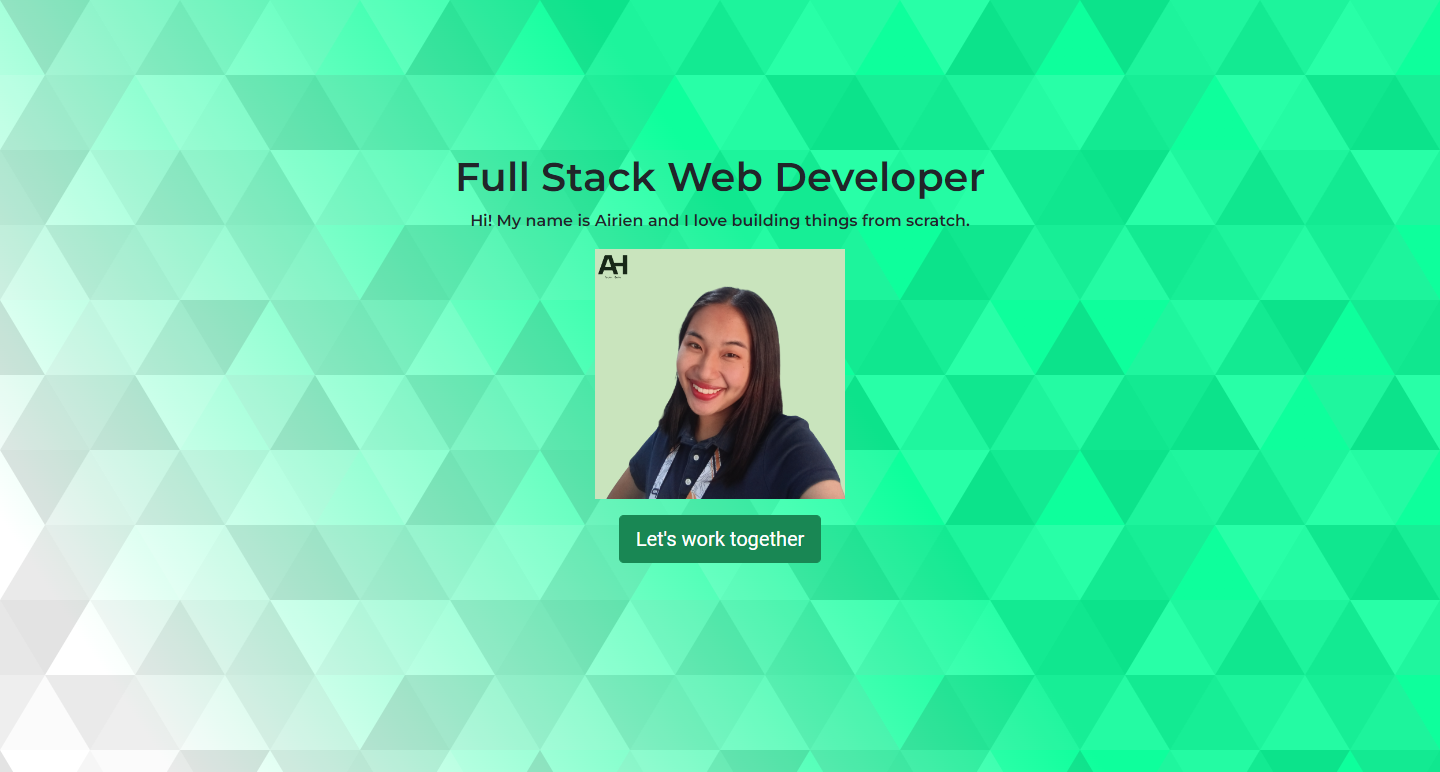 Full Stack Web Developer
Hi! My name is Airien and I love building things from scratch.
AH
Let's work together